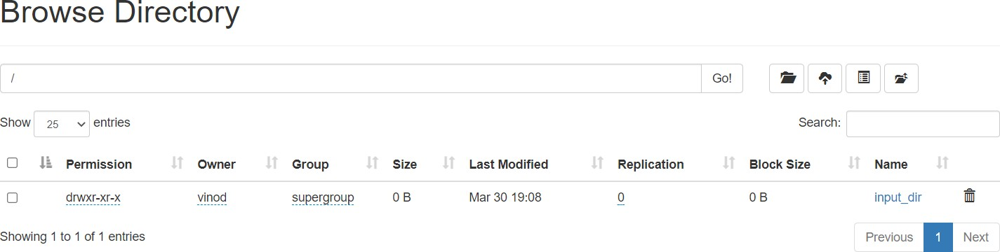 Browse Directory
/ Go!
Show 25 entries Search:
Permission Owner Group Size Last Modified Replication Block Size Name
drwxr-xr-x vinod supergroup 0 B Mar 30 19:08 0 0 B input_dir
Showing 1 to 1 of 1 entries Previous 1 Next